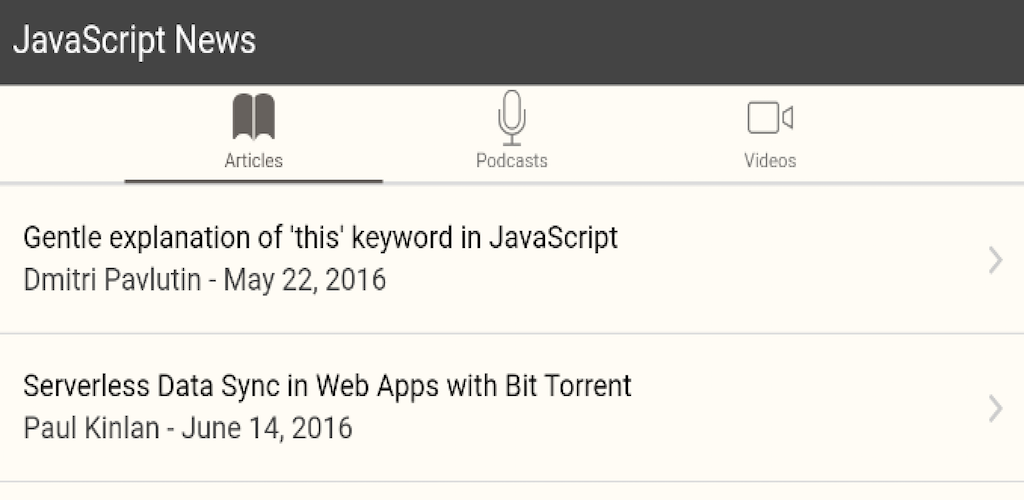 JavaScript News
Articles
Podcasts
Videos
Gentle explanation of 'this' keyword in JavaScript
Dmitri Pavlutin - May 22, 2016
Serverless Data Sync in Web Apps with Bit Torrent
Paul Kinlan - June 14, 2016